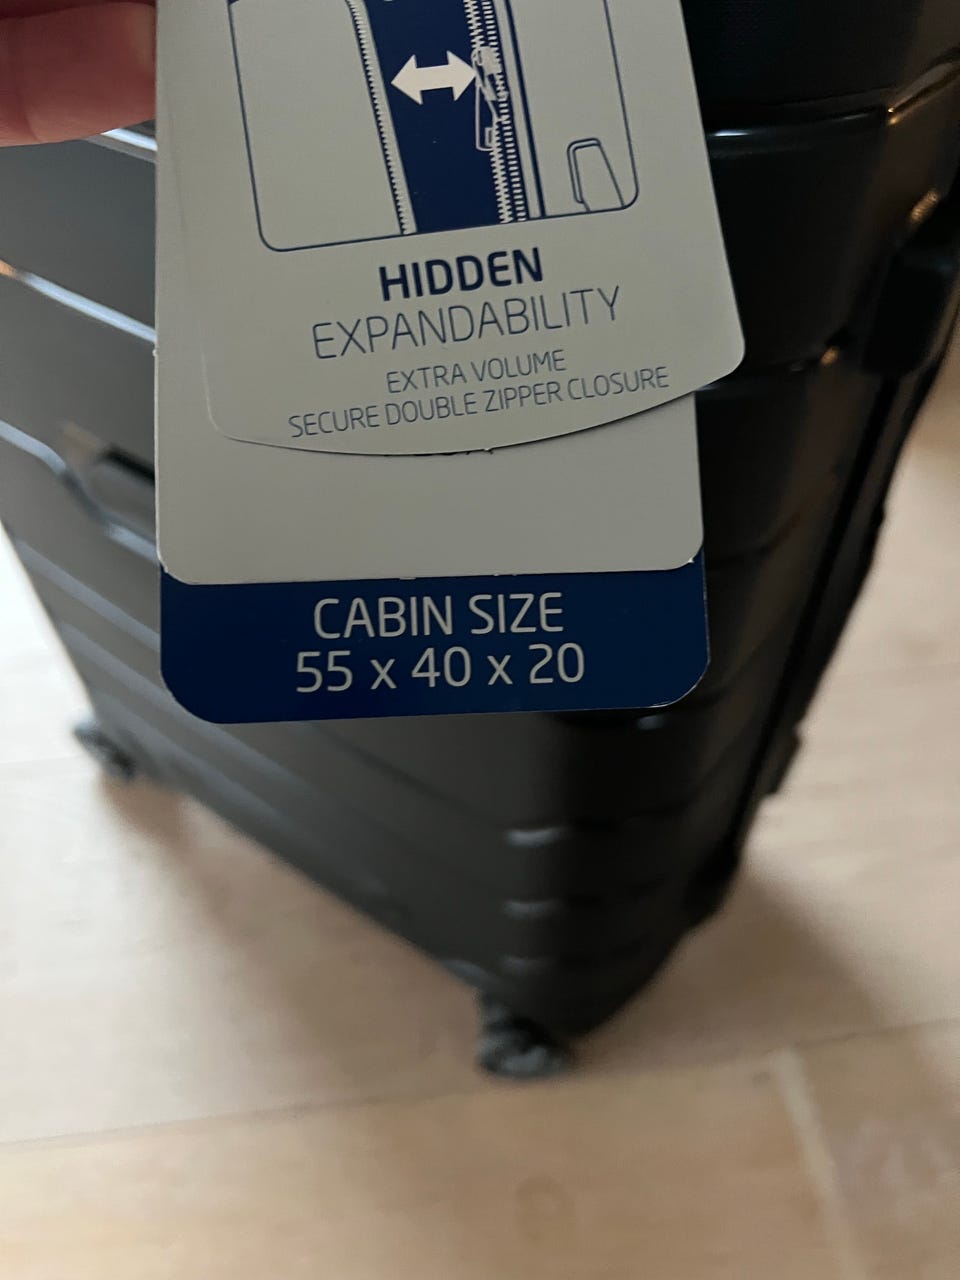 HIDDEN
EXPANDABILITY
EXTRA VOLUME
SECURE DOUBLE ZIPPER CLOSURE
CABIN SIZE
55 x 40 x 20